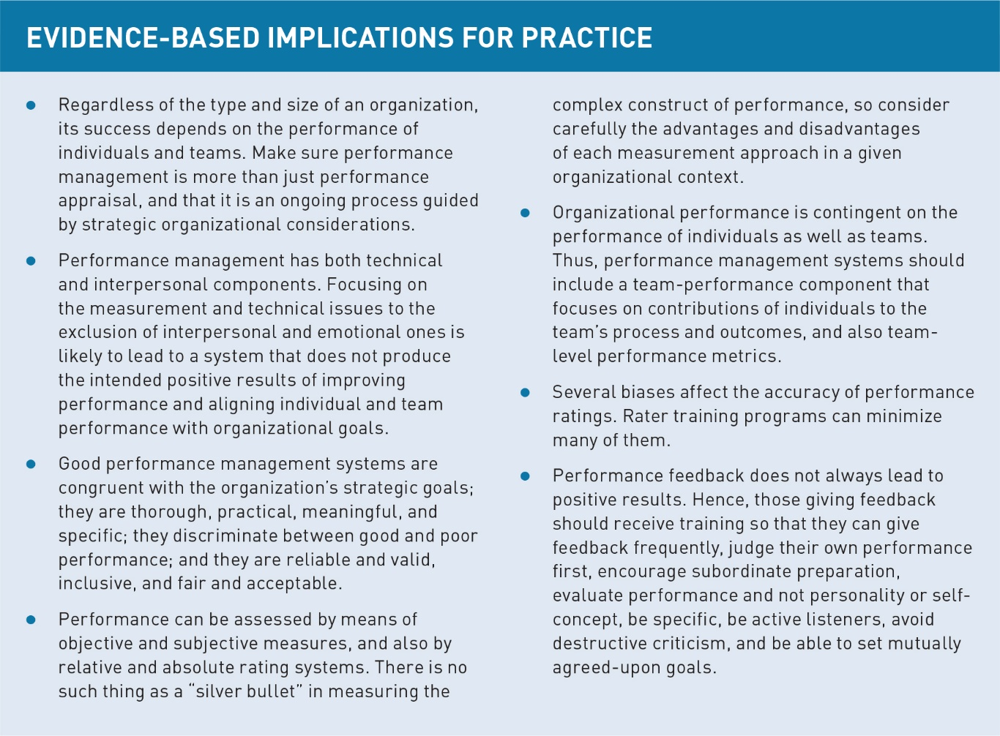 EVIDENCE-BASED IMPLICATIONS FOR PRACTICE
● Regardless of the type and size of an organization,
its success depends on the performance of
individuals and teams. Make sure performance
management is more than just performance
appraisal, and that it is an ongoing process guided
by strategic organizational considerations.
● Performance management has both technical
and interpersonal components. Focusing on
the measurement and technical issues to the
exclusion of interpersonal and emotional ones is
likely to lead to a system that does not produce
the intended positive results of improving
performance and aligning individual and team
performance with organizational goals.
● Good performance management systems are
congruent with the organization’s strategic goals;
they are thorough, practical, meaningful, and
specific; they discriminate between good and poor
performance; and they are reliable and valid,
inclusive, and fair and acceptable.
● Performance can be assessed by means of
objective and subjective measures, and also by
relative and absolute rating systems. There is no
such thing as a “silver bullet” in measuring the
complex construct of performance, so consider
carefully the advantages and disadvantages
of each measurement approach in a given
organizational context.
● Organizational performance is contingent on the
performance of individuals as well as teams.
Thus, performance management systems should
include a team-performance component that
focuses on contributions of individuals to the
team’s process and outcomes, and also team-
level performance metrics.
● Several biases affect the accuracy of performance
ratings. Rater training programs can minimize
many of them.
● Performance feedback does not always lead to
positive results. Hence, those giving feedback
should receive training so that they can give
feedback frequently, judge their own performance
first, encourage subordinate preparation,
evaluate performance and not personality or self-
concept, be specific, be active listeners, avoid
destructive criticism, and be able to set mutually
agreed-upon goals.